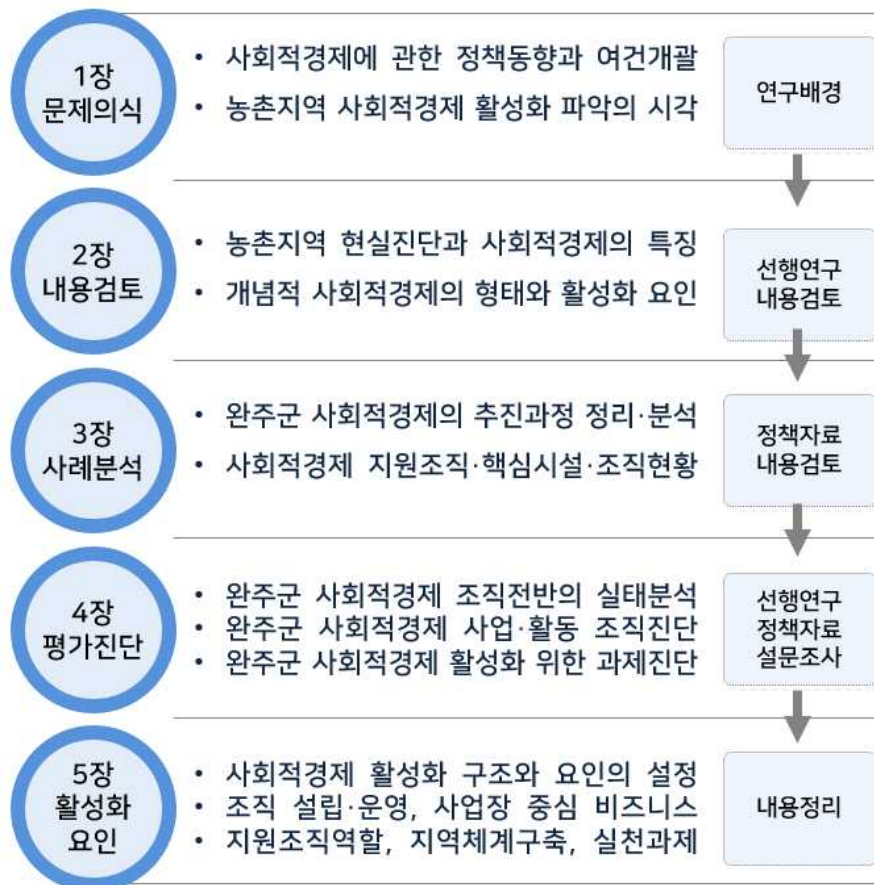 1장
문제의식
• 사회적경제에 관한 정책동향과 여건개괄
• 농촌지역 사회적경제 활성화 파악의 시각
연구배경
2장
내용검토
• 농촌지역 현실진단과 사회적경제의 특징
• 개념적 사회적경제의 형태와 활성화 요인
선행연구
내용검토
3장
사례분석
• 완주군 사회적경제의 추진과정 정리·분석
• 사회적경제 지원조직·핵심시설·조직현황
정책자료
내용검토
4장
평가진단
• 완주군 사회적경제 조직전반의 실태분석
• 완주군 사회적경제 사업·활동 조직진단
• 완주군 사회적경제 활성화 위한 과제진단
선행연구
정책자료
설문조사
5장
활성화
요인
• 사회적경제 활성화 구조와 요인의 설정
• 조직 설립·운영, 사업장 중심 비즈니스
• 지원조직역할, 지역체계구축, 실천과제
내용정리